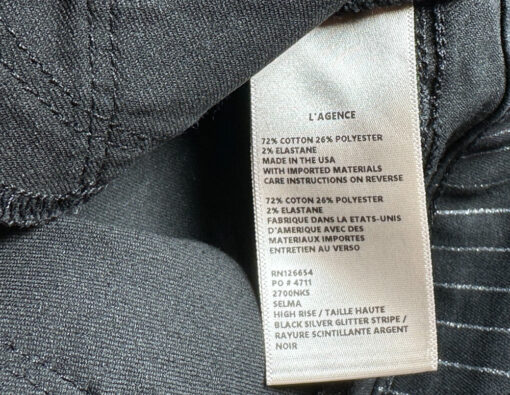 L'AGENCE
72% COTTON 26% POLYESTER
2% ELASTANE
MADE IN THE USA
WITH IMPORTED MATERIALS
CARE INSTRUCTIONS ON REVERSE
72% COTON 26% POLYESTER
2% ELASTANE
FABRIQUE DANS LA ETATS-UNIS
D'AMERIQUE AVEC DES
MATERIAUX IMPORTES
ENTRETIEN AU VERSO
RN126654
PO # 4711
2700NKS
SELMA
HIGH RISE / TAILLE HAUTE
BLACK SILVER GLITTER STRIPE /
RAYURE SCINTILLANTE ARGENT
NOIR